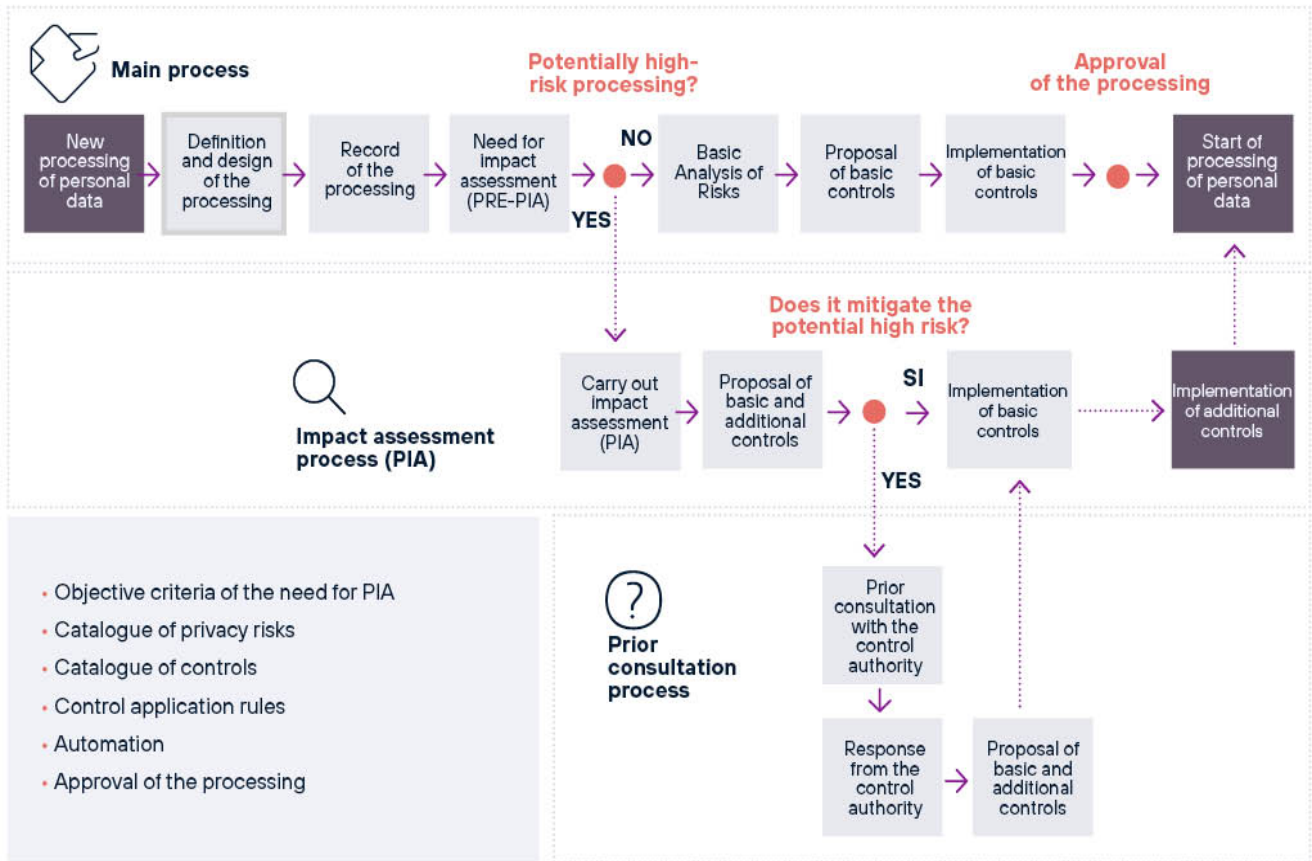 Main process
Potentially high-
risk processing?
Approval
of the processing
New
processing
of personal
data
Definition
and design
of the
processing
Record
of the
processing
Need for
impact
assessment
(PRE-PIA)
NO
YES
Basic
Analysis of
Risks
Proposal
of basic
controls
Implementation
of basic
controls
Start of
processing
of personal
data
Does it mitigate the
potential high risk?
Impact assessment
process (PIA)
Carry out
impact
assessment
(PIA)
Proposal of
basic and
additional
controls
SI
YES
Implementation
of basic
controls
Implementation
of additional
controls
• Objective criteria of the need for PIA
• Catalogue of privacy risks
• Catalogue of controls
• Control application rules
• Automation
• Approval of the processing
?
Prior
consultation
process
Prior
consultation
with the
control
authority
Response
from the
control
authority
Proposal of
basic and
additional
controls